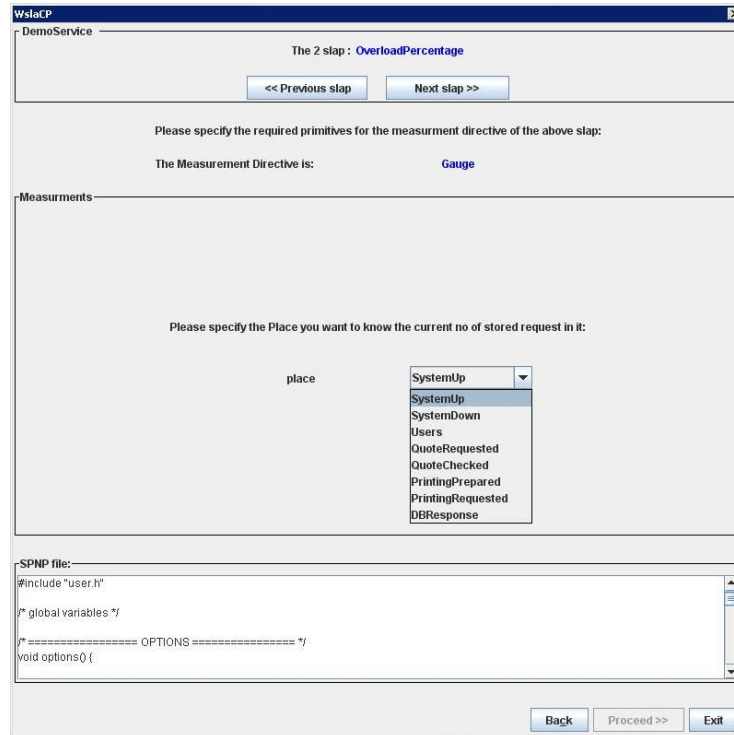 WslaCP
DemoService
The 2 slap : OverloadPercentage
<< Previous slap Next slap >>
Please specify the required primitives for the measurment directive of the above slap:
The Measurement Directive is: Gauge
Measurments
Please specify the Place you want to know the current no of stored request in it:
place SystemUp
SystemUp
SystemDown
Users
QuoteRequested
QuoteChecked
PrintingPrepared
PrintingRequested
DBResponse
SPNP file:
#include "user.h"
/* global variables */
/* ================= OPTIONS ================ */
void options() {
Back Proceed >> Exit